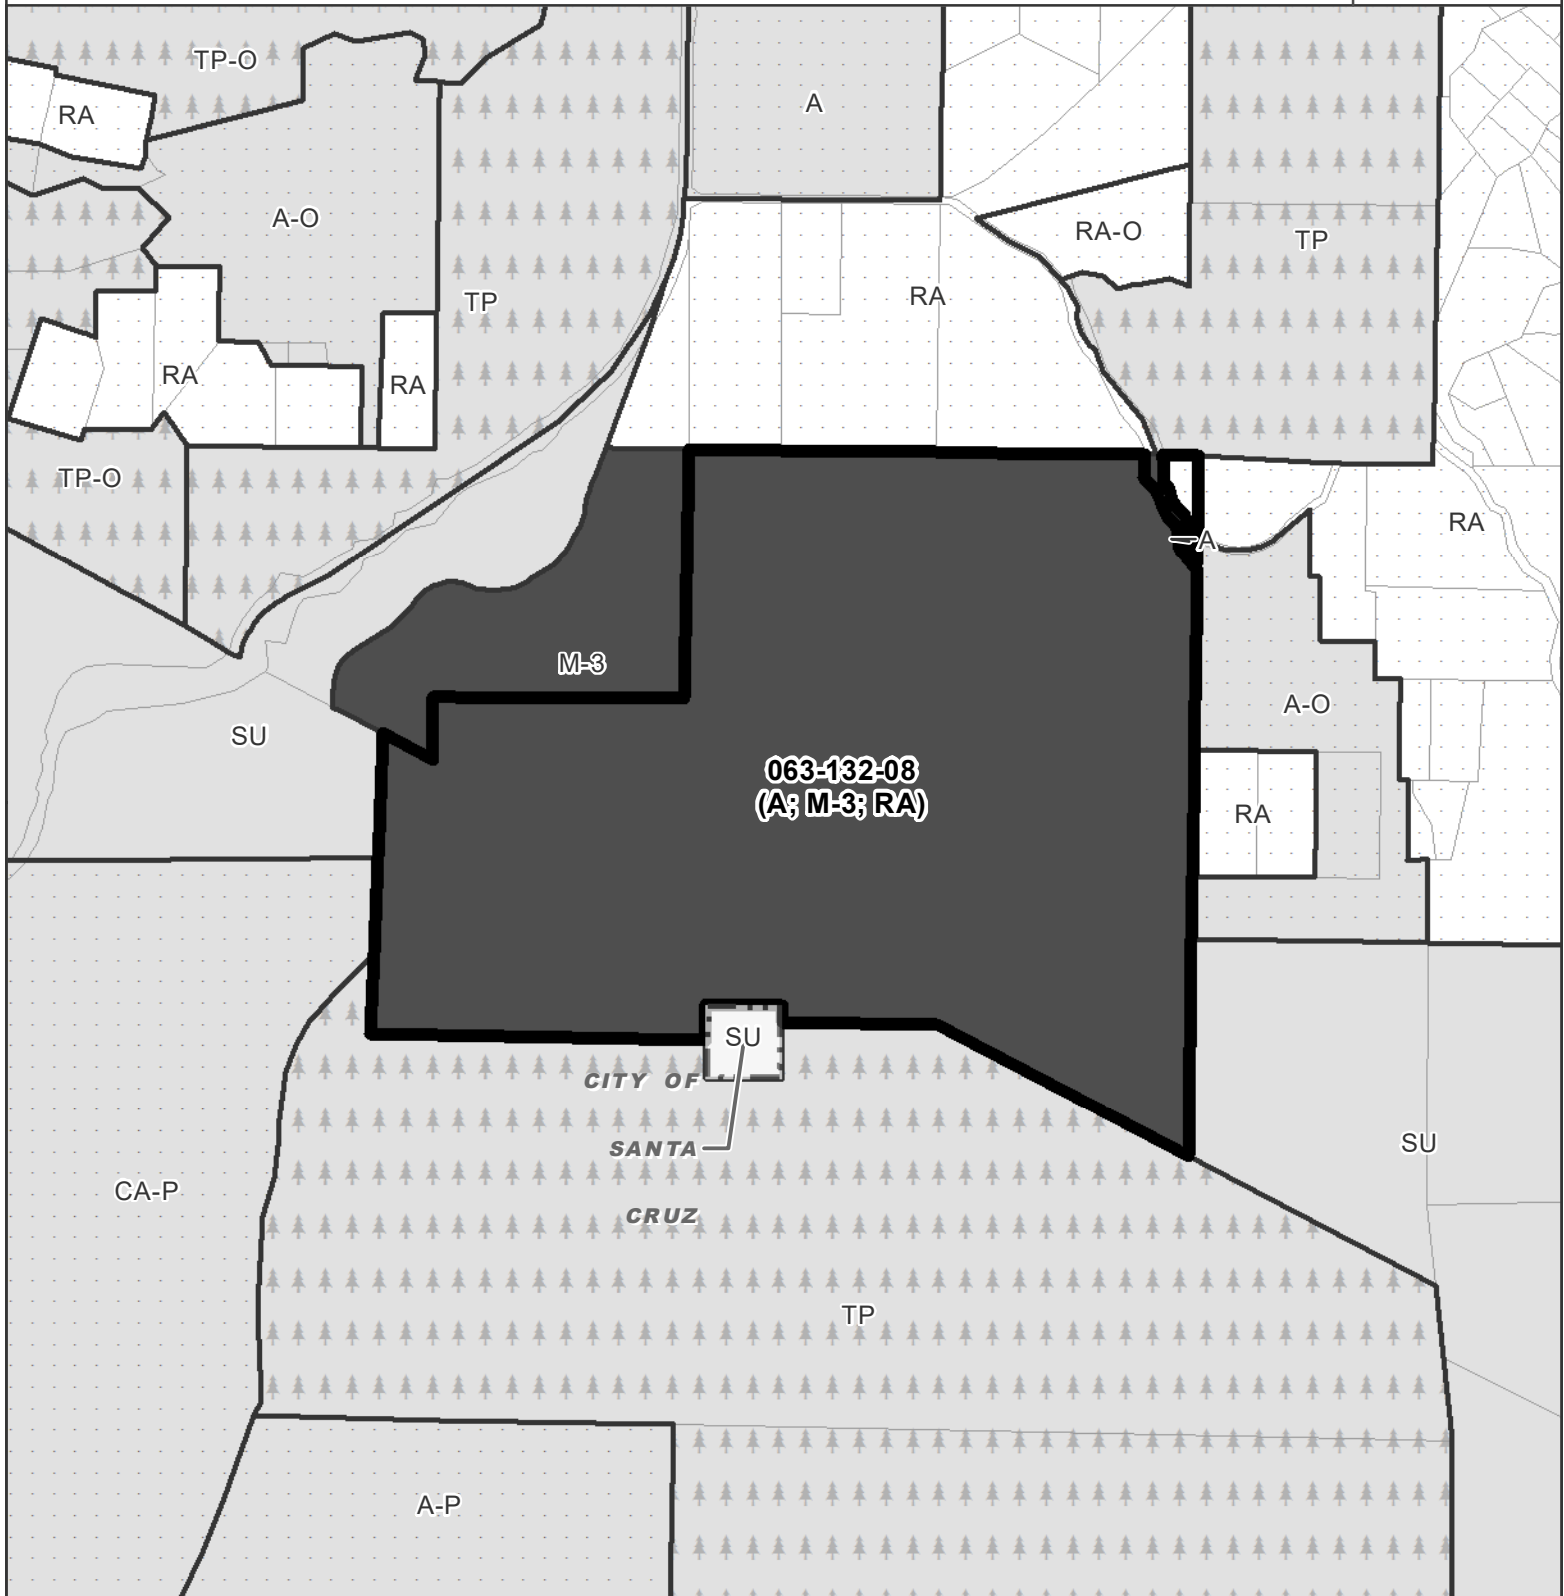 TP-O
A
RA
A-O
RA-O
TP
TP
RA
RA
RA
TP-O
RA
A
M-3
A-O
SU
063-132-08
(A; M-3; RA)
RA
SU
CITY OF
SANTA
SU
CA-P
CRUZ
TP
A-P